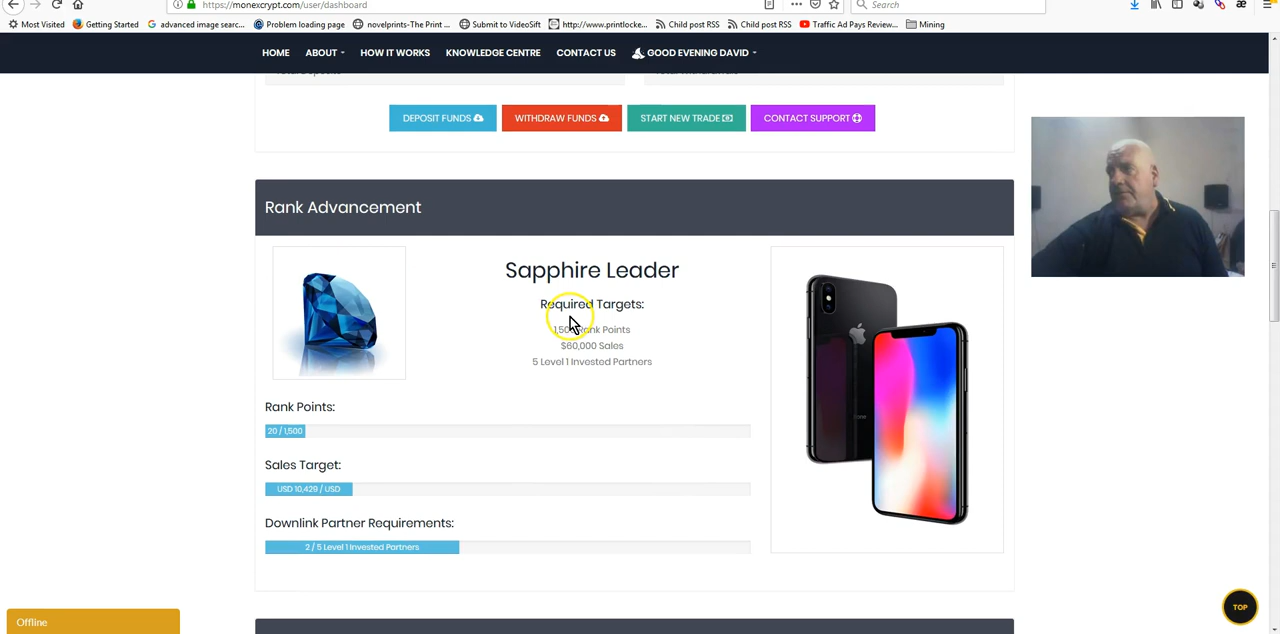 https://monexcrypt.com/user/dashboard
Search
Most Visited
Getting Started
advanced image searc...
Problem loading page
novelprints-The Print ...
Submit to VideoSift
http://www.printlocke...
Child post RSS
Child post RSS
Traffic Ad Pays Review...
Mining
HOME
ABOUT
HOW IT WORKS
KNOWLEDGE CENTRE
CONTACT US
GOOD EVENING DAVID
DEPOSIT FUNDS
WITHDRAW FUNDS
START NEW TRADE
CONTACT SUPPORT
Rank Advancement
Sapphire Leader
Required Targets:
1,500 Rank Points
$60,000 Sales
5 Level 1 Invested Partners
Rank Points:
20 / 1,500
Sales Target:
USD 10,429 / USD
Downlink Partner Requirements:
2 / 5 Level 1 Invested Partners
Offline
TOP